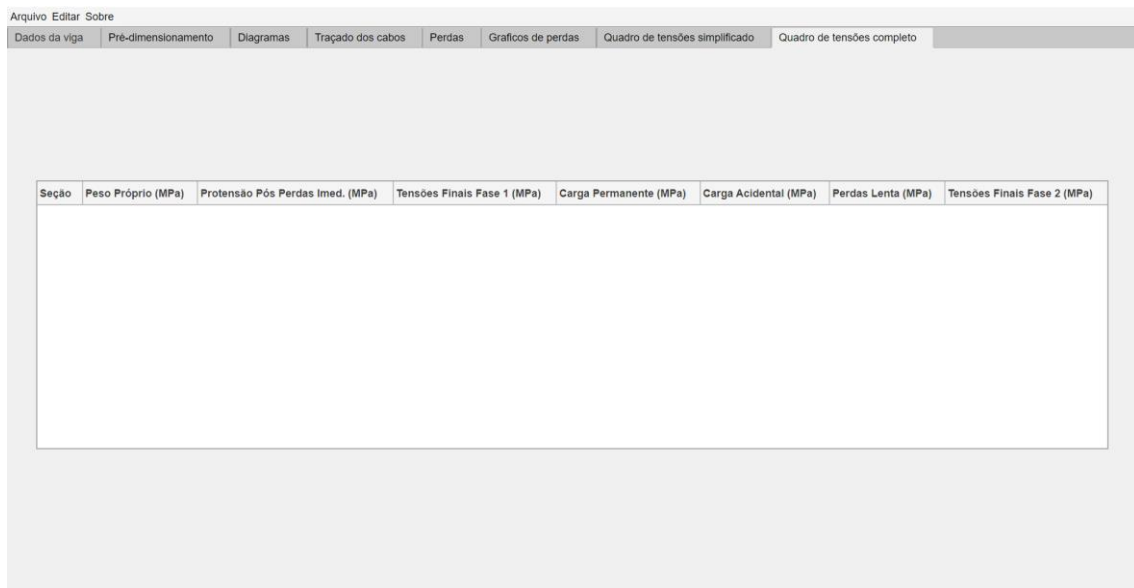 Arquivo Editar Sobre
Dados da viga Pré-dimensionamento Diagramas Traçado dos cabos Perdas Graficos de perdas Quadro de tensões simplificado Quadro de tensões completo
Seção Peso Próprio (MPa) Protensão Pós Perdas Imed. (MPa) Tensões Finais Fase 1 (MPa) Carga Permanente (MPa) Carga Acidental (MPa) Perdas Lenta (MPa) Tensões Finais Fase 2 (MPa)